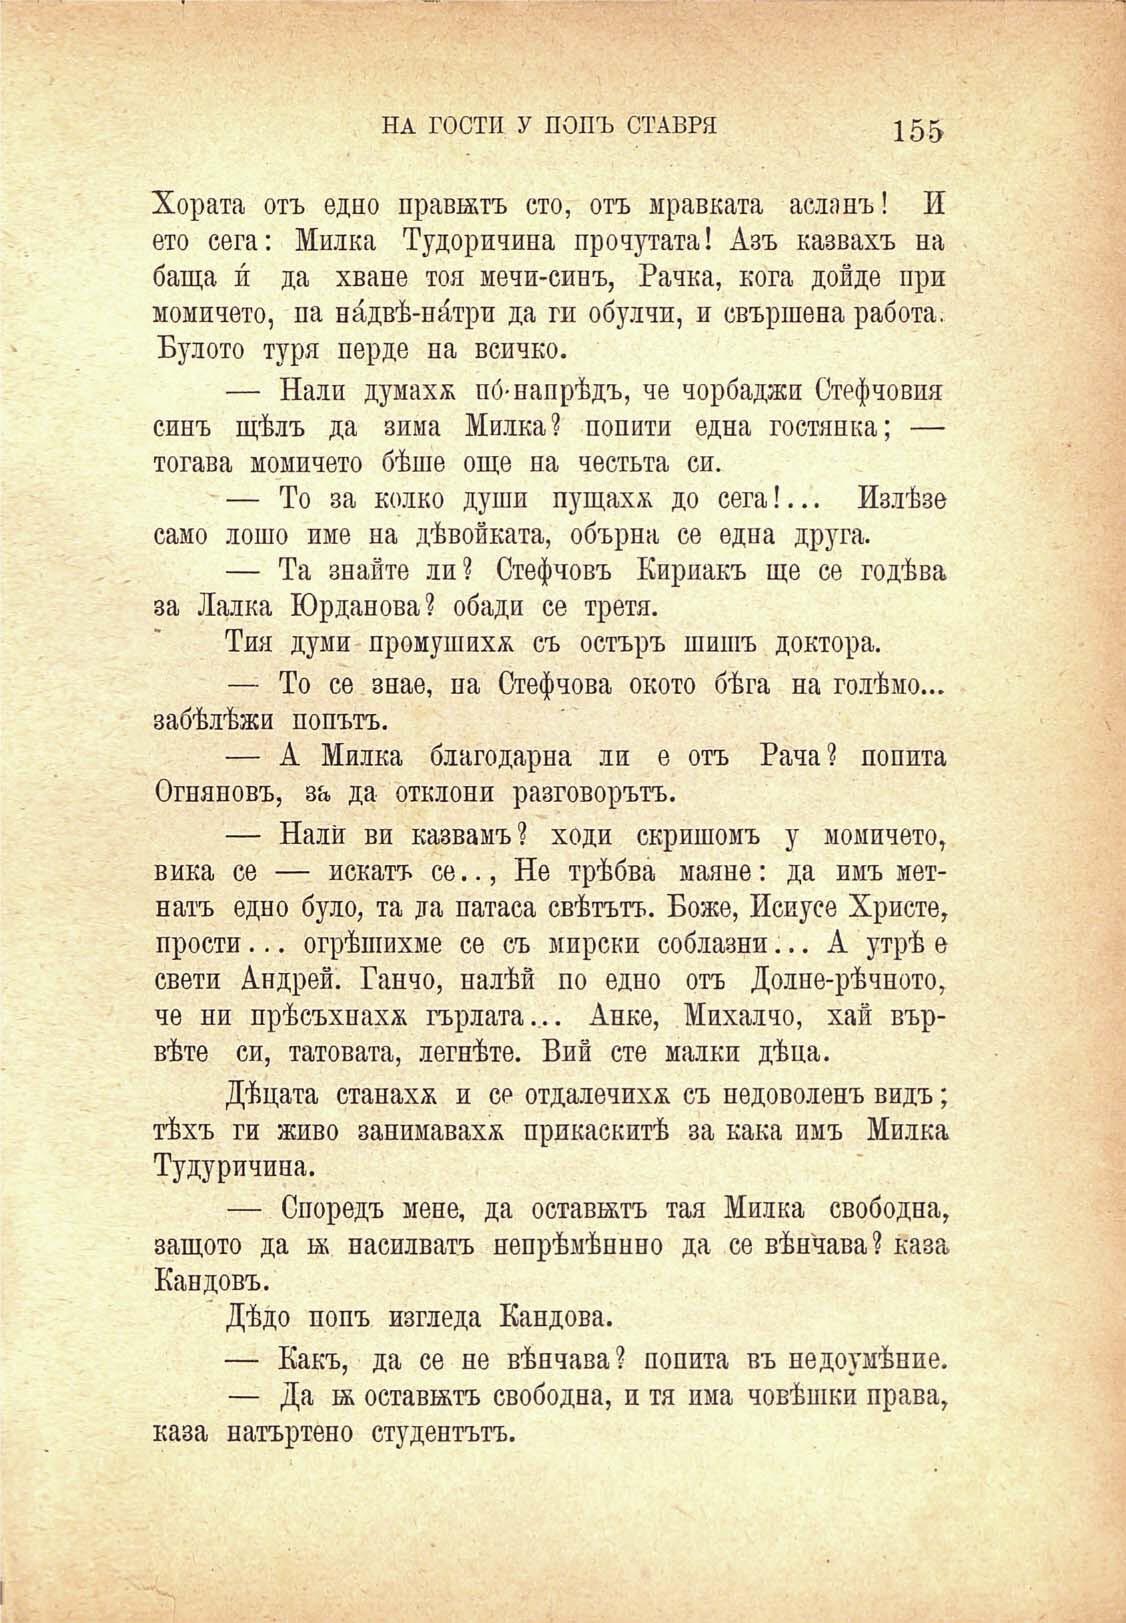 НА ГОСТИ У ПОПЪ СТАВРЯ 155
Хората отъ едно правѭтъ сто, отъ мравката асланъ! И
ето сега: Милка Тудоричина прочутата! Азъ казвахъ на
баща ѝ да хване тоя мечи-синъ, Рачка, кога дойде при
момичето, па на́двѣ-на́три да ги обулчи, и свършена работа.
Булото туря перде на всичко.
— Нали думахѫ по́-напрѣдъ, че чорбаджи Стефчовия
синъ щѣлъ да зима Милка? попити една гостянка; —
тогава момичето бѣше още на честьта си.
— То за колко души пущахѫ до сега!... Излѣзе
само лошо име на дѣвойката, обърна се една друга.
— Та знайте ли? Стефчовъ Кириакъ ще се годѣва
за Лалка Юрданова? обади се третя.
Тия думи промушихѫ съ остъръ шишъ доктора.
— То се знае, на Стефчова окото бѣга на голѣмо...
забѣлѣжи попътъ.
— А Милка благодарна ли е отъ Рача? попита
Огняновъ, за да отклони разговорътъ.
— Нали ви казвамъ? ходи скришомъ у момичето,
вика се — искатъ се.., Не трѣбва маяне: да имъ мет-
натъ едно було, та да патаса свѣтътъ. Боже, Исиусе Христе,
прости... огрѣшихме се съ мирски соблазни... А утрѣ е
свети Андрей. Ганчо, налѣй по едно отъ Долне-рѣчното,
че ни прѣсъхнахѫ гърлата... Анке, Михалчо, хай вър-
вѣте си, татовата, легнѣте. Вий сте малки дѣца.
Дѣцата станахѫ и се отдалечихѫ съ недоволенъ видъ;
тѣхъ ги живо занимавахѫ прикаскитѣ за кака имъ Милка
Тудуричина.
— Споредъ мене, да оставѭтъ тая Милка свободна,
защото да ѭ насилватъ непрѣмѣннно да се вѣнчава? каза
Кандовъ.
Дѣдо попъ изгледа Кандова.
— Какъ, да се не вѣнчава? попита въ недоумѣние.
— Да ѭ оставѭтъ свободна, и тя има човѣшки права,
каза натъртено студентътъ.